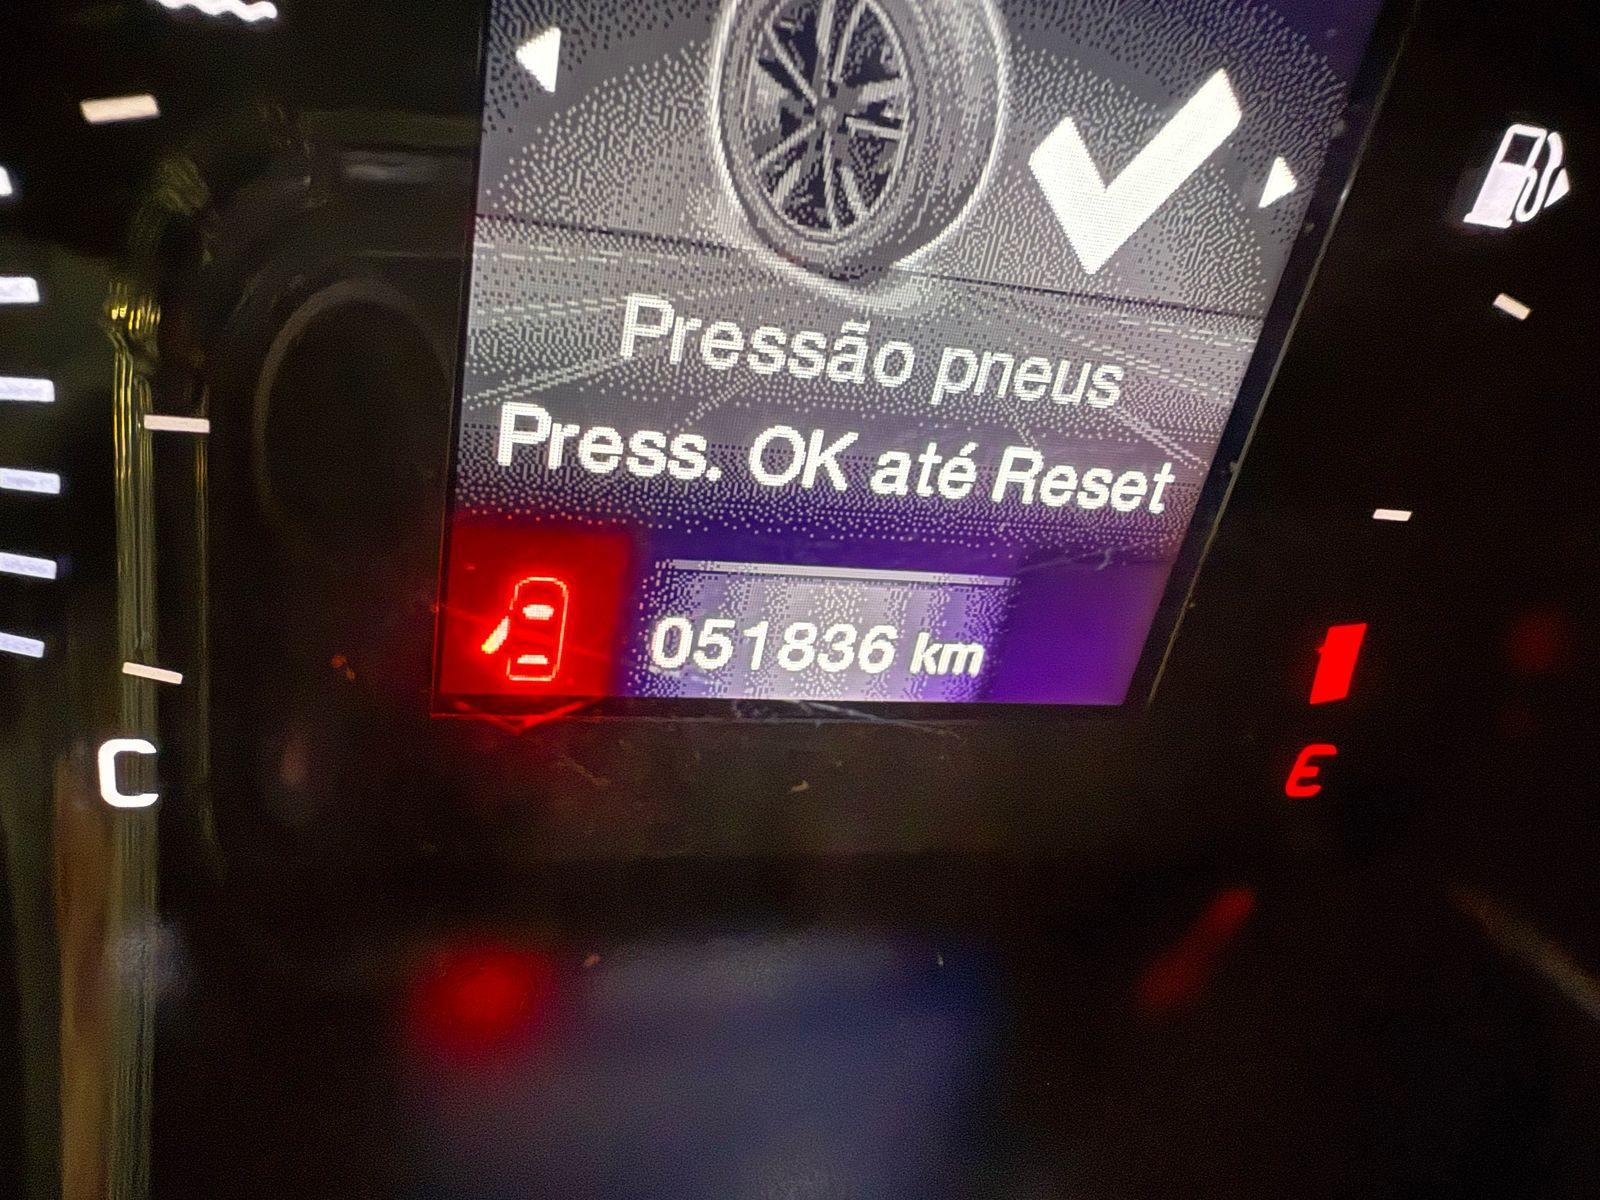 Pressão pneus
Press. OK até Reset
051836 km
C
E